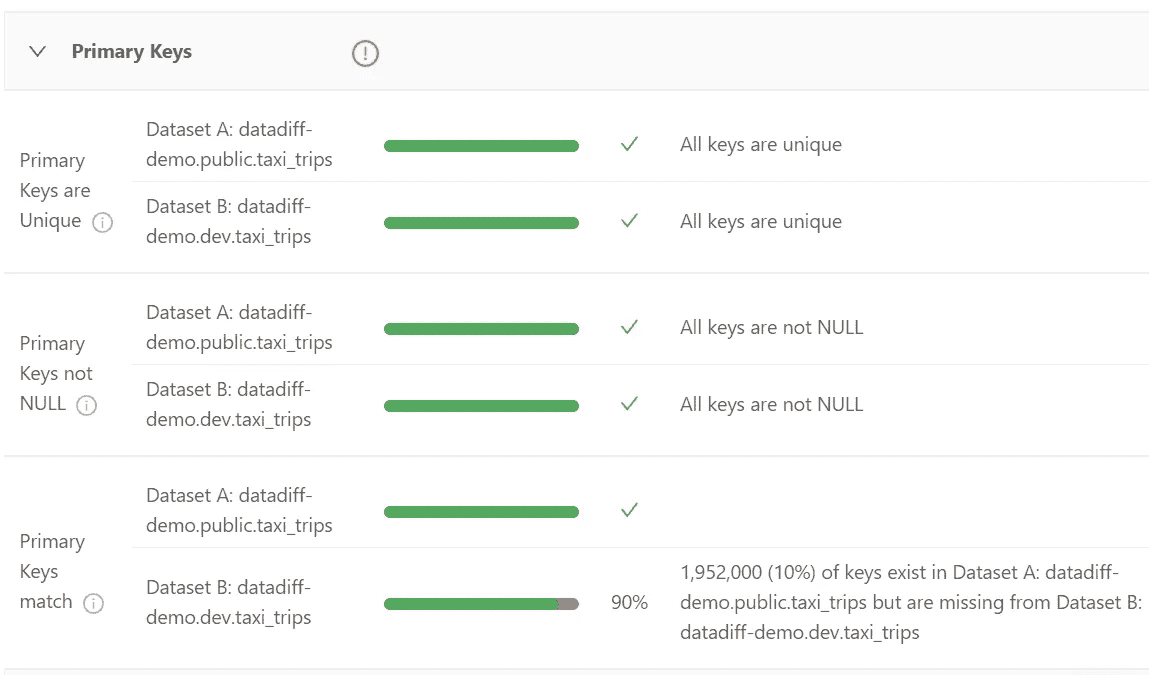 Primary Keys
Primary
Keys are
Unique
Dataset A: datadiff-
demo.public.taxi_trips
All keys are unique
Dataset B: datadiff-
demo.dev.taxi_trips
All keys are unique
Primary
Keys not
NULL
Dataset A: datadiff-
demo.public.taxi_trips
All keys are not NULL
Dataset B: datadiff-
demo.dev.taxi_trips
All keys are not NULL
Primary
Keys
match
Dataset A: datadiff-
demo.public.taxi_trips
Dataset B: datadiff-
demo.dev.taxi_trips
90%
1,952,000 (10%) of keys exist in Dataset A: datadiff-
demo.public.taxi_trips but are missing from Dataset B:
datadiff-demo.dev.taxi_trips